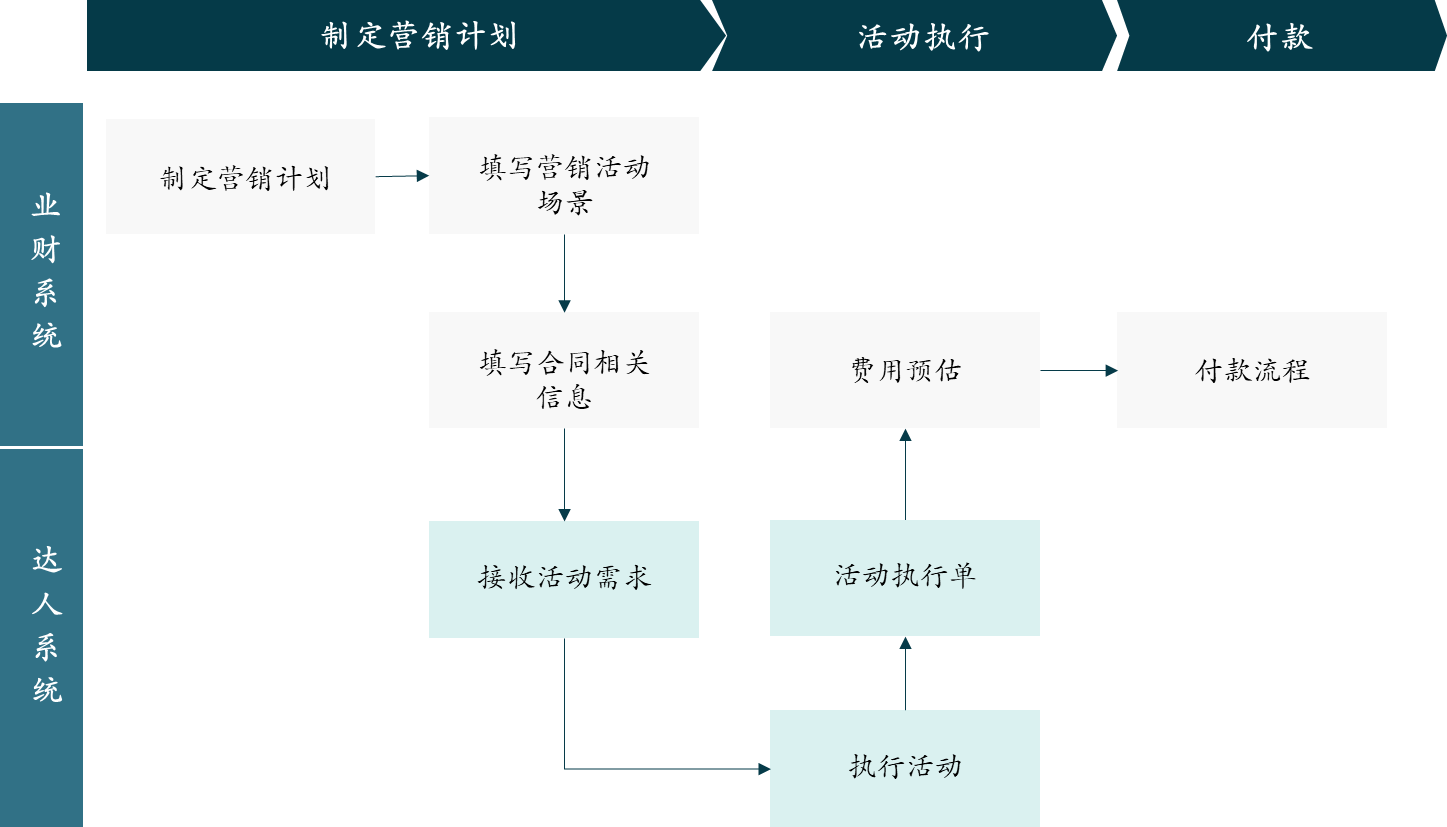 制定营销计划
活动执行
付款
业财系统
制定营销计划
填写营销活动
场景
填写合同相关
信息
费用预估
付款流程
达人系统
接收活动需求
活动执行单
执行活动